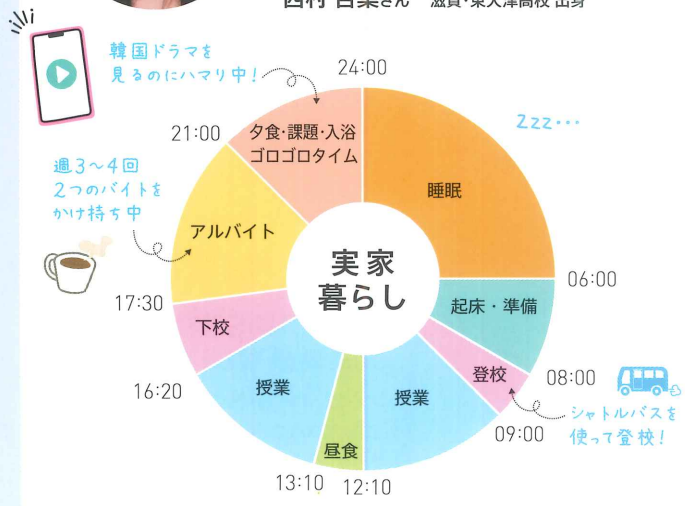 韓国ドラマを
見るのにハマリ中!
24:00
Zzz…
21:00
夕食・課題・入浴
ゴロゴロタイム
睡眠
週3〜4回
2つのバイトを
かけ持ち中
アルバイト
実家
暮らし
06:00
起床・準備
17:30
下校
登校
08:00
16:20
授業
授業
シャトルバスを
使って登校!
09:00
昼食
13:10
12:10